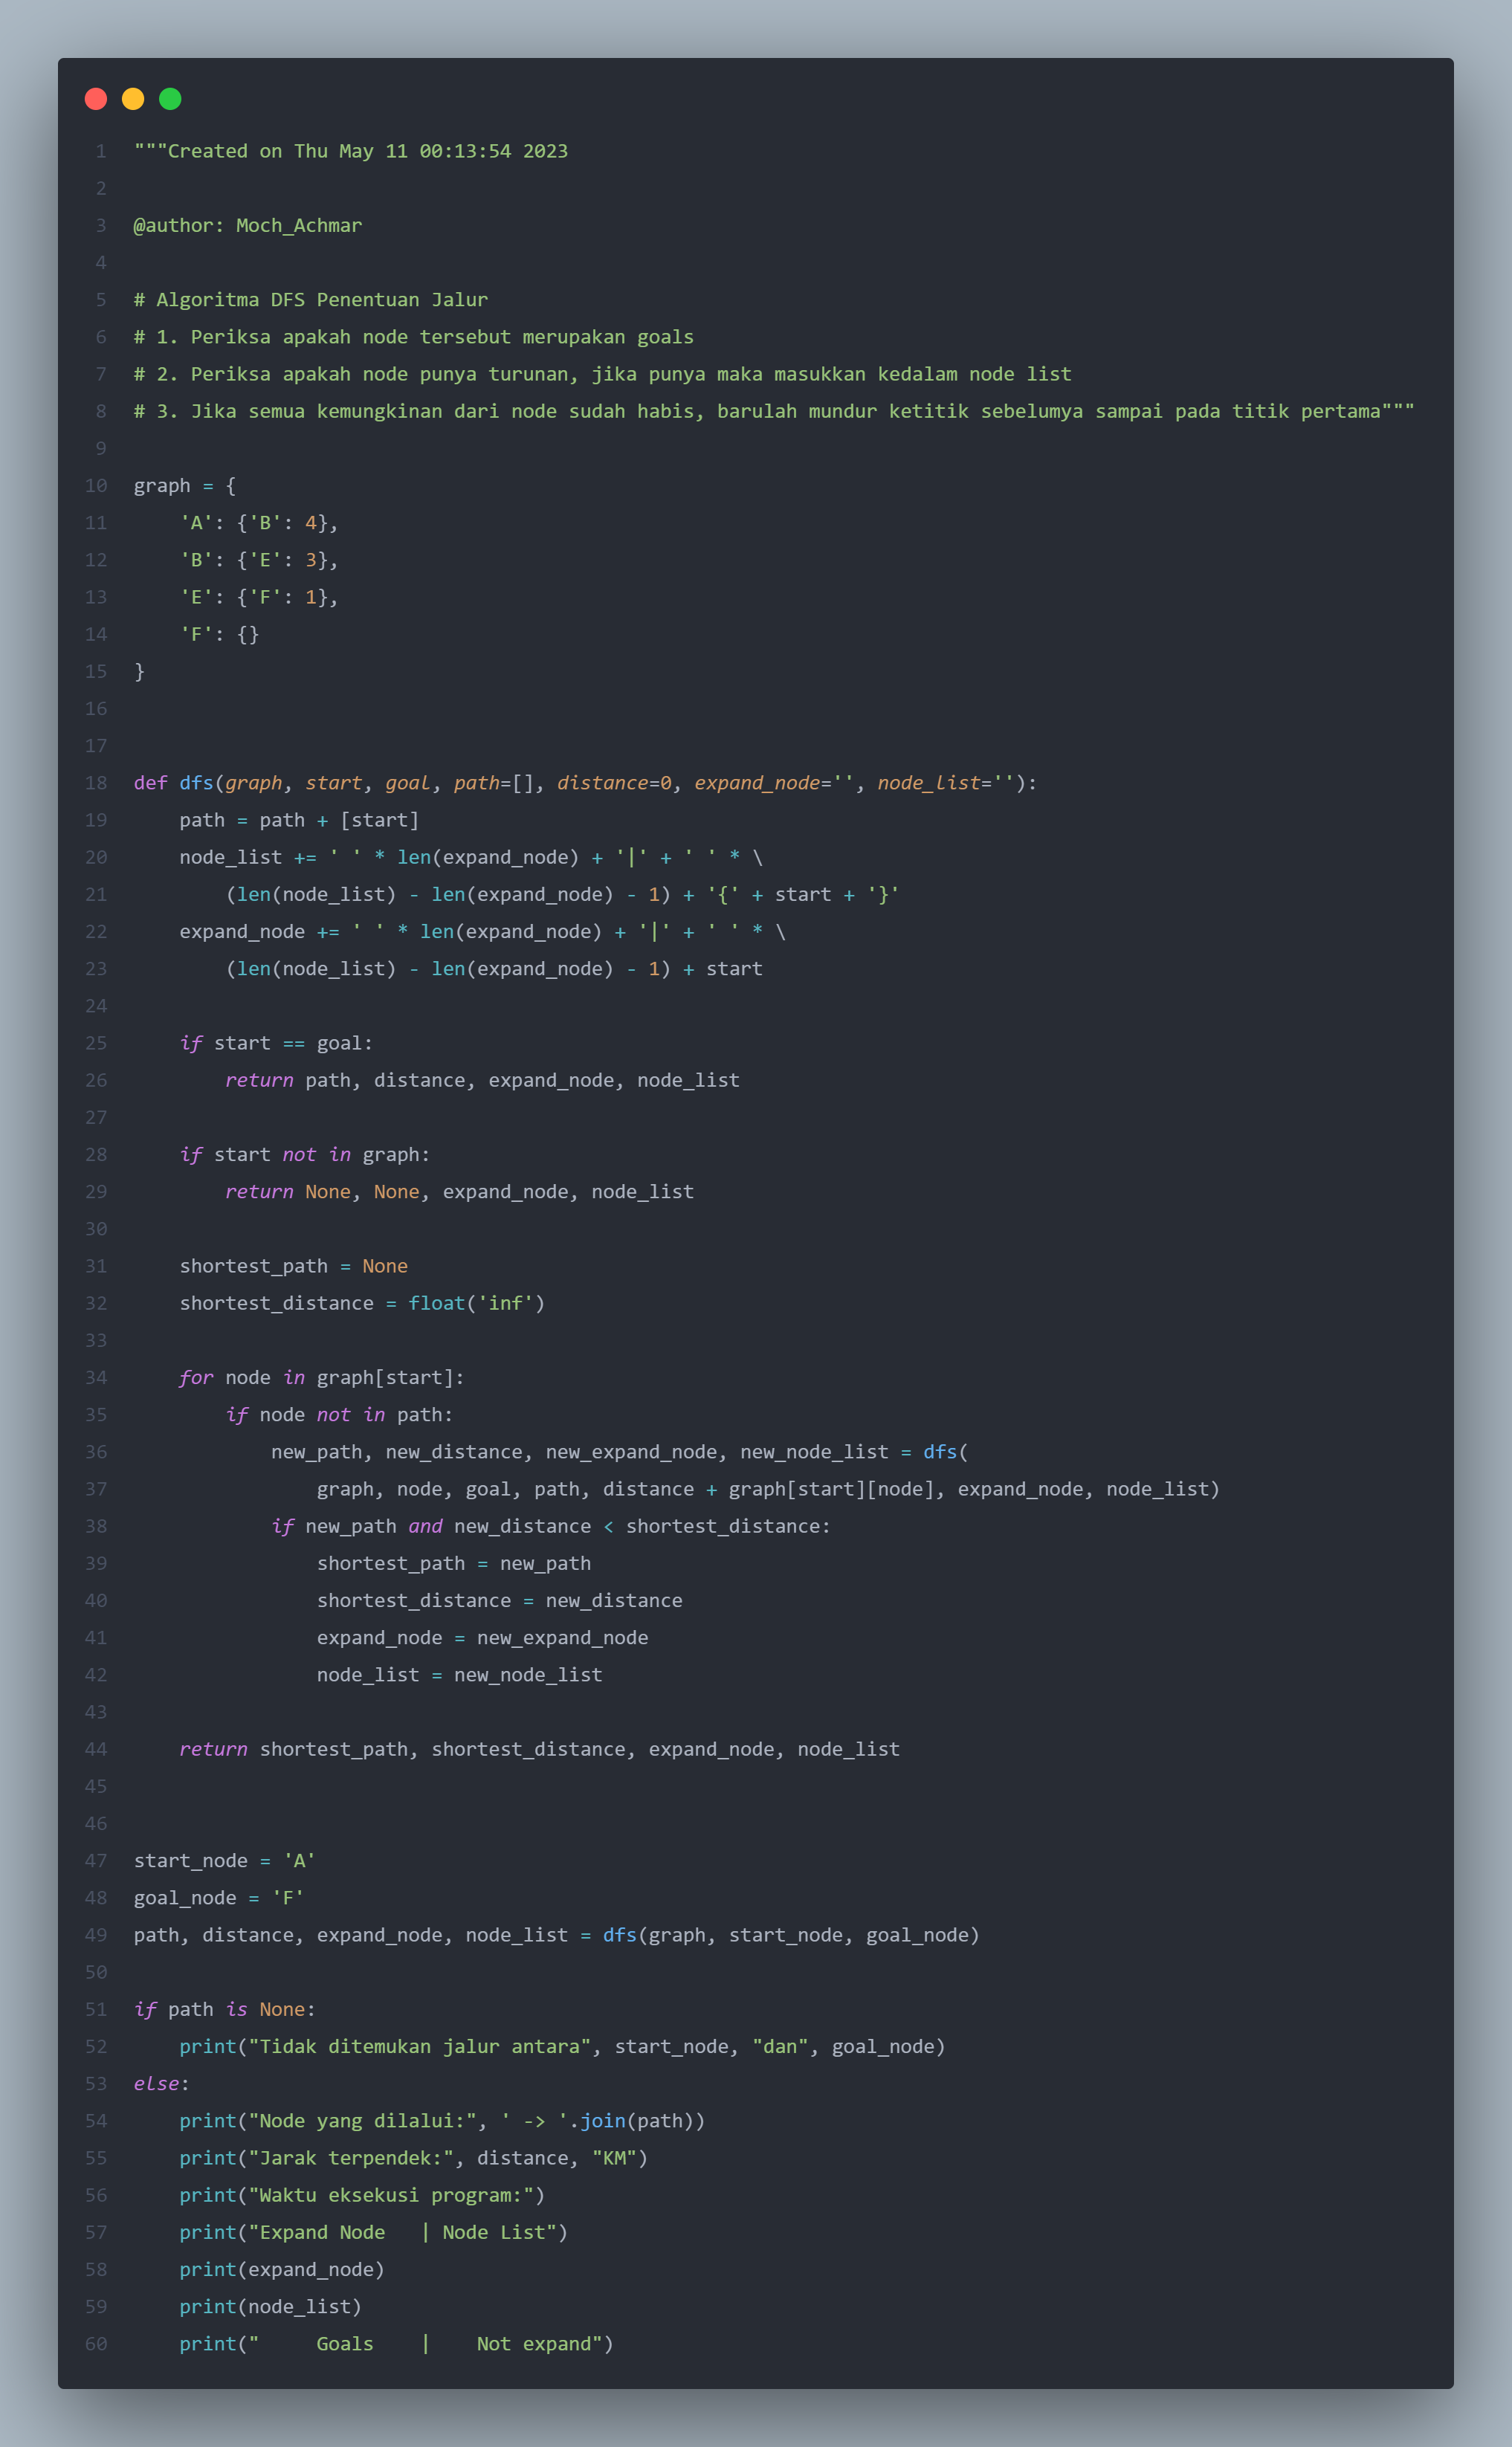 1 """Created on Thu May 11 00:13:54 2023
2
3 @author: Moch_Achmar
4
5 # Algoritma DFS Penentuan Jalur
6 # 1. Periksa apakah node tersebut merupakan goals
7 # 2. Periksa apakah node punya turunan, jika punya maka masukkan kedalam node list
8 # 3. Jika semua kemungkinan dari node sudah habis, barulah mundur ketitik sebelumya sampai pada titik pertama"""
9
10 graph = {
11     'A': {'B': 4},
12     'B': {'E': 3},
13     'E': {'F': 1},
14     'F': {}
15 }
16
17
18 def dfs(graph, start, goal, path=[], distance=0, expand_node='', node_list=''):
19     path = path + [start]
20     node_list += ' ' * len(expand_node) + '|' + ' ' * \
21         (len(node_list) - len(expand_node) - 1) + '{' + start + '}'
22     expand_node += ' ' * len(expand_node) + '|' + ' ' * \
23         (len(node_list) - len(expand_node) - 1) + start
24
25     if start == goal:
26         return path, distance, expand_node, node_list
27
28     if start not in graph:
29         return None, None, expand_node, node_list
30
31     shortest_path = None
32     shortest_distance = float('inf')
33
34     for node in graph[start]:
35         if node not in path:
36             new_path, new_distance, new_expand_node, new_node_list = dfs(
37                 graph, node, goal, path, distance + graph[start][node], expand_node, node_list)
38             if new_path and new_distance < shortest_distance:
39                 shortest_path = new_path
40                 shortest_distance = new_distance
41                 expand_node = new_expand_node
42                 node_list = new_node_list
43
44     return shortest_path, shortest_distance, expand_node, node_list
45
46
47 start_node = 'A'
48 goal_node = 'F'
49 path, distance, expand_node, node_list = dfs(graph, start_node, goal_node)
50
51 if path is None:
52     print("Tidak ditemukan jalur antara", start_node, "dan", goal_node)
53 else:
54     print("Node yang dilalui:", ' -> '.join(path))
55     print("Jarak terpendek:", distance, "KM")
56     print("Waktu eksekusi program:")
57     print("Expand Node   | Node List")
58     print(expand_node)
59     print(node_list)
60     print("     Goals    |    Not expand")